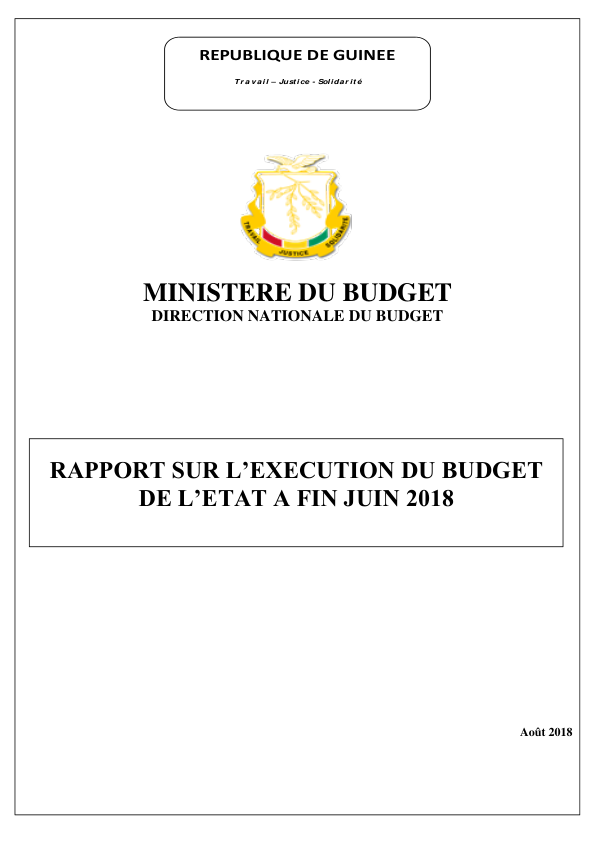 REPUBLIQUE DE GUINEE
Travail – Justice - Solidarité
TRAVAIL JUSTICE SOLIDARITÉ
MINISTERE DU BUDGET
DIRECTION NATIONALE DU BUDGET
RAPPORT SUR L’EXECUTION DU BUDGET
DE L’ETAT A FIN JUIN 2018
Août 2018